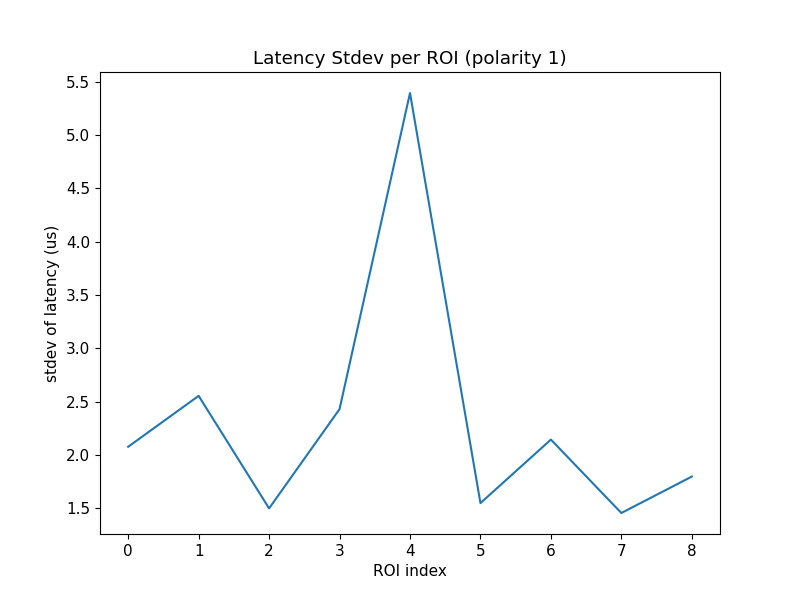 Latency Stdev per ROI (polarity 1)
5.5
5.0
4.5
4.0
3.5
3.0
2.5
2.0
1.5
stdev of latency (us)
0 1 2 3 4 5 6 7 8
ROI index